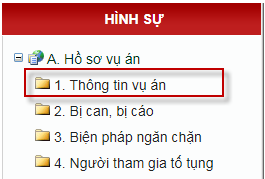 HÌNH SỰ
A. Hồ sơ vụ án
1. Thông tin vụ án
2. Bị can, bị cáo
3. Biện pháp ngăn chặn
4. Người tham gia tố tụng